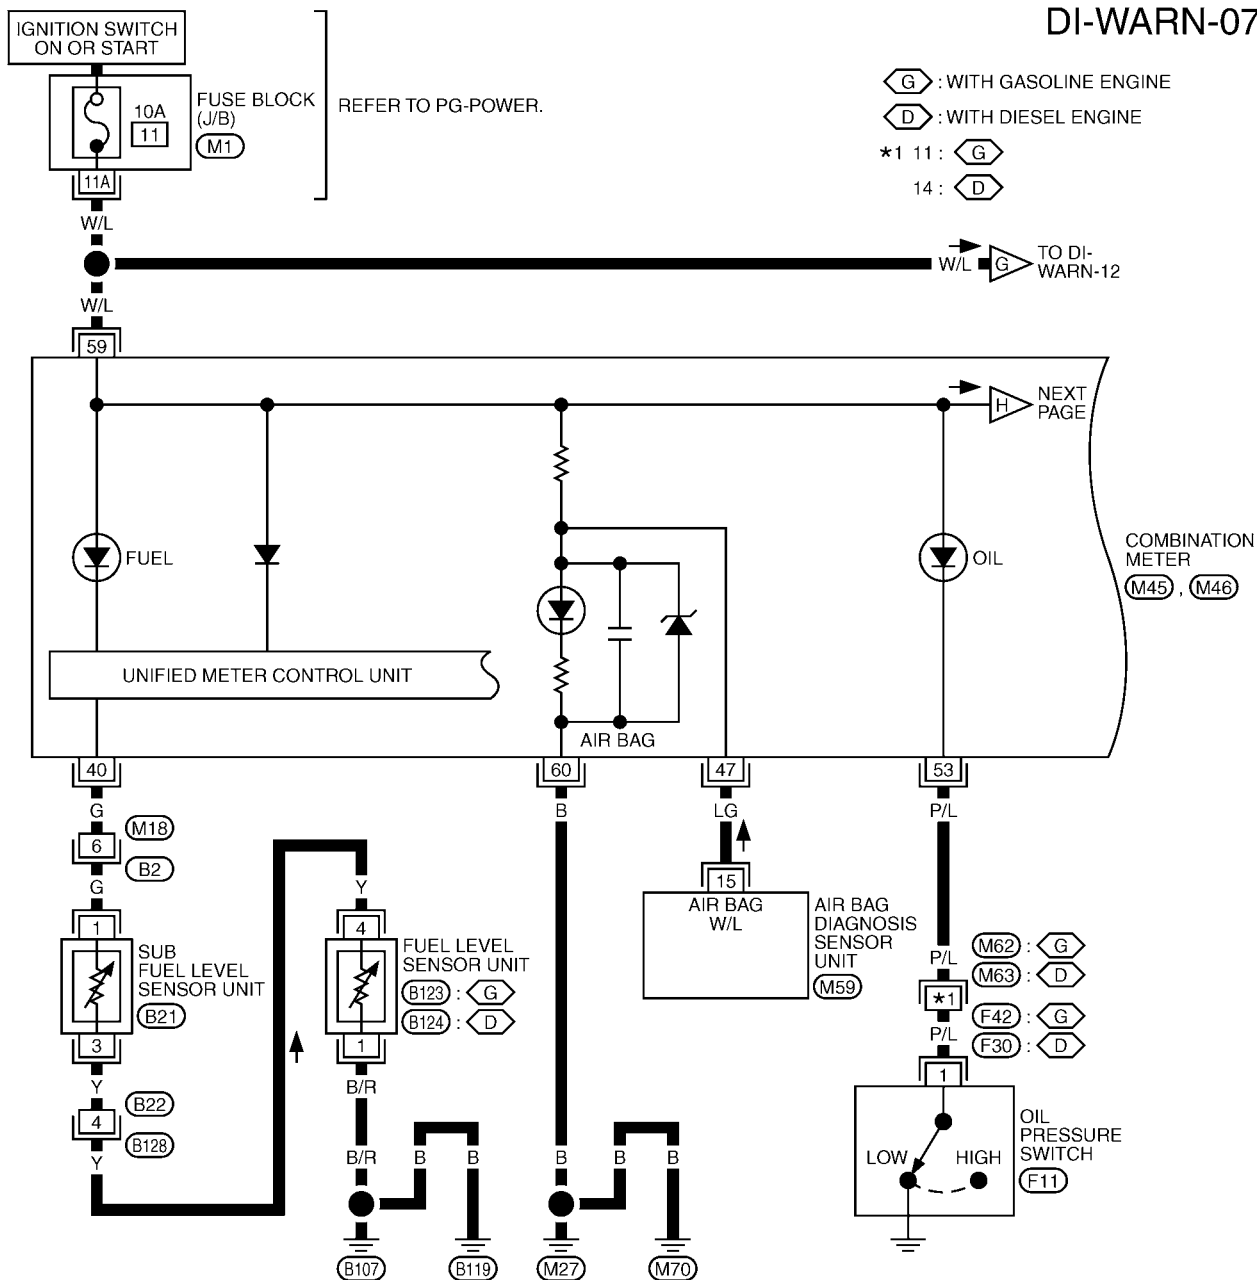 DI-WARN-07
IGNITION SWITCH
ON OR START
FUSE BLOCK
(J/B)
M1
10A
11
REFER TO PG-POWER.
G : WITH GASOLINE ENGINE
D : WITH DIESEL ENGINE
*1 11 : G
14 : D
11A
W/L
W/L G TO DI-
WARN-12
W/L
59
H NEXT
PAGE
FUEL
OIL
COMBINATION
METER
M45 , M46
UNIFIED METER CONTROL UNIT
AIR BAG
40
60
47
53
G
B
LG
P/L
M18
6
B2
G
1
SUB
FUEL LEVEL
SENSOR UNIT
B21
3
Y
B22
4
B128
Y
Y
4
FUEL LEVEL
SENSOR UNIT
B123 : G
B124 : D
1
B/R
B/R
B
B
B107
B119
B
B
B
M27
M70
15
AIR BAG
W/L
AIR BAG
DIAGNOSIS
SENSOR
UNIT
M59
P/L
M62 : G
M63 : D
*1
F42 : G
F30 : D
P/L
1
LOW
HIGH
OIL
PRESSURE
SWITCH
F11